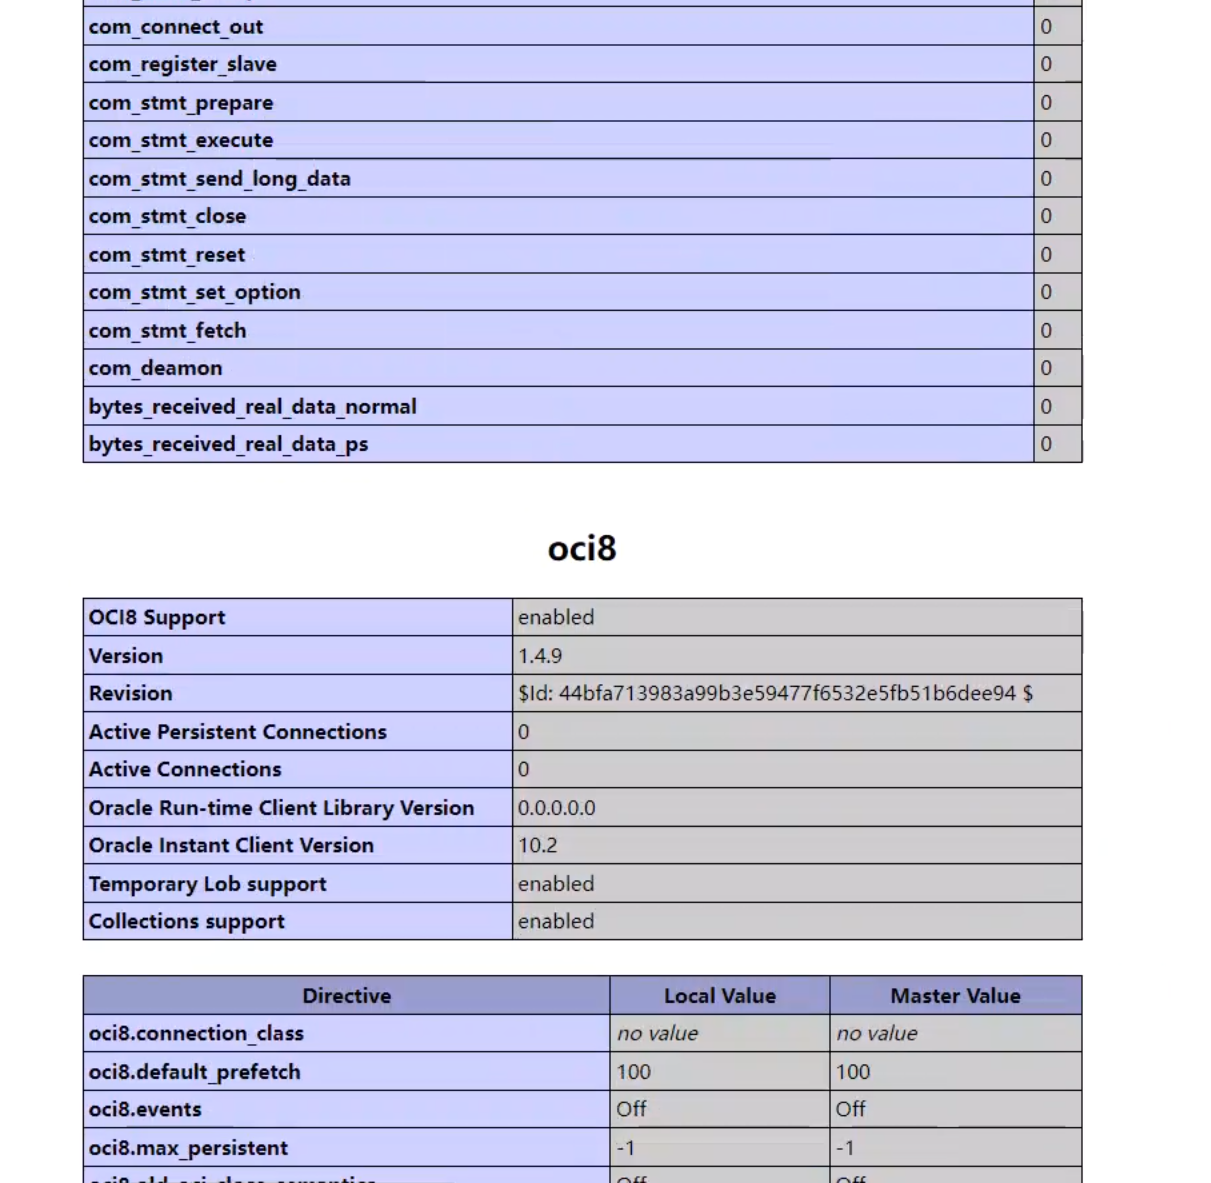 com_connect_out 0
com_register_slave 0
com_stmt_prepare 0
com_stmt_execute 0
com_stmt_send_long_data 0
com_stmt_close 0
com_stmt_reset 0
com_stmt_set_option 0
com_stmt_fetch 0
com_deamon 0
bytes_received_real_data_normal 0
bytes_received_real_data_ps 0
oci8
OCI8 Support enabled
Version 1.4.9
Revision $Id: 44bfa713983a99b3e59477f6532e5fb51b6dee94 $
Active Persistent Connections 0
Active Connections 0
Oracle Run-time Client Library Version 0.0.0.0.0
Oracle Instant Client Version 10.2
Temporary Lob support enabled
Collections support enabled
Directive Local Value Master Value
oci8.connection_class no value no value
oci8.default_prefetch 100 100
oci8.events Off Off
oci8.max_persistent -1 -1